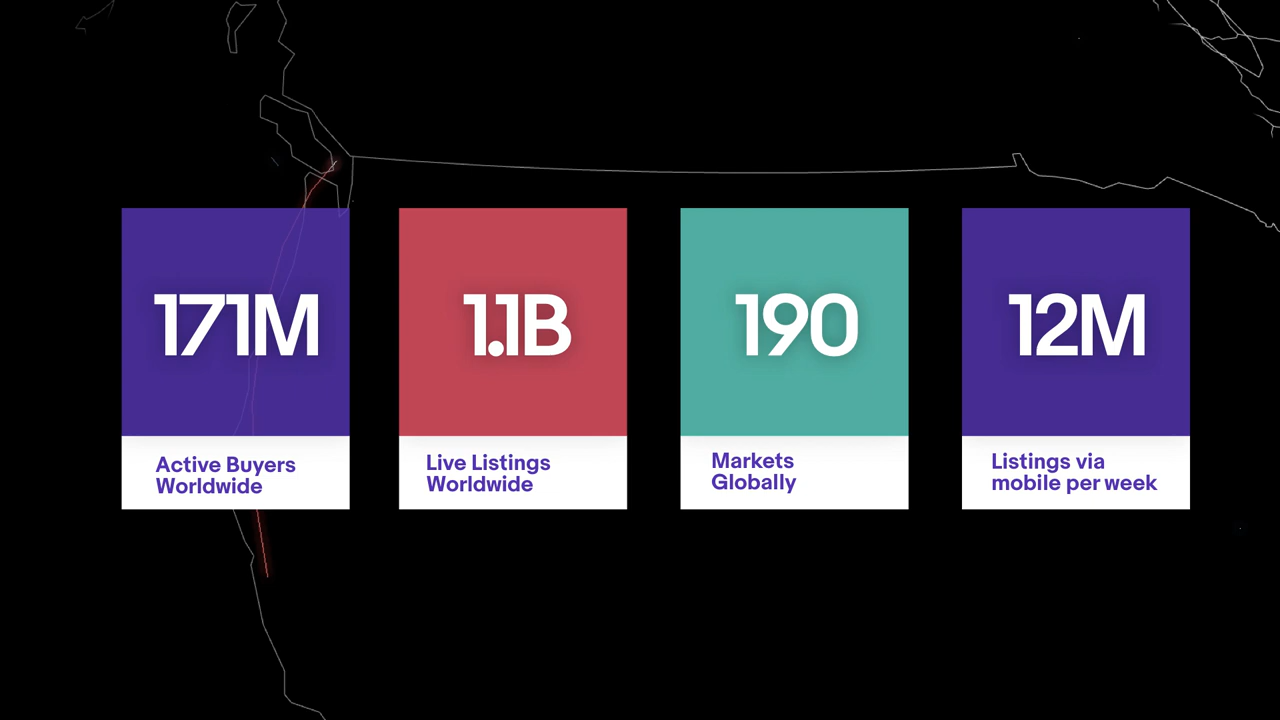 171M
Active Buyers
Worldwide
1.1B
Live Listings
Worldwide
190
Markets
Globally
12M
Listings via
mobile per week